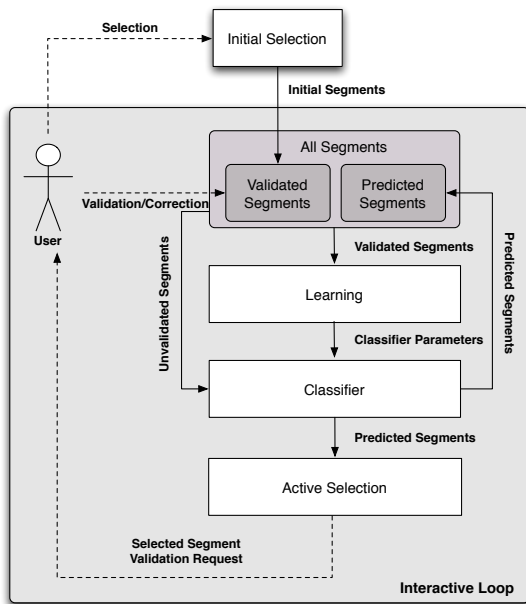 Selection
Initial Selection
Initial Segments
All Segments
Validated
Segments
Predicted
Segments
Validation/Correction
User
Validated Segments
Unvalidated Segments
Predicted
Segments
Learning
Classifier Parameters
Classifier
Predicted Segments
Active Selection
Selected Segment
Validation Request
Interactive Loop